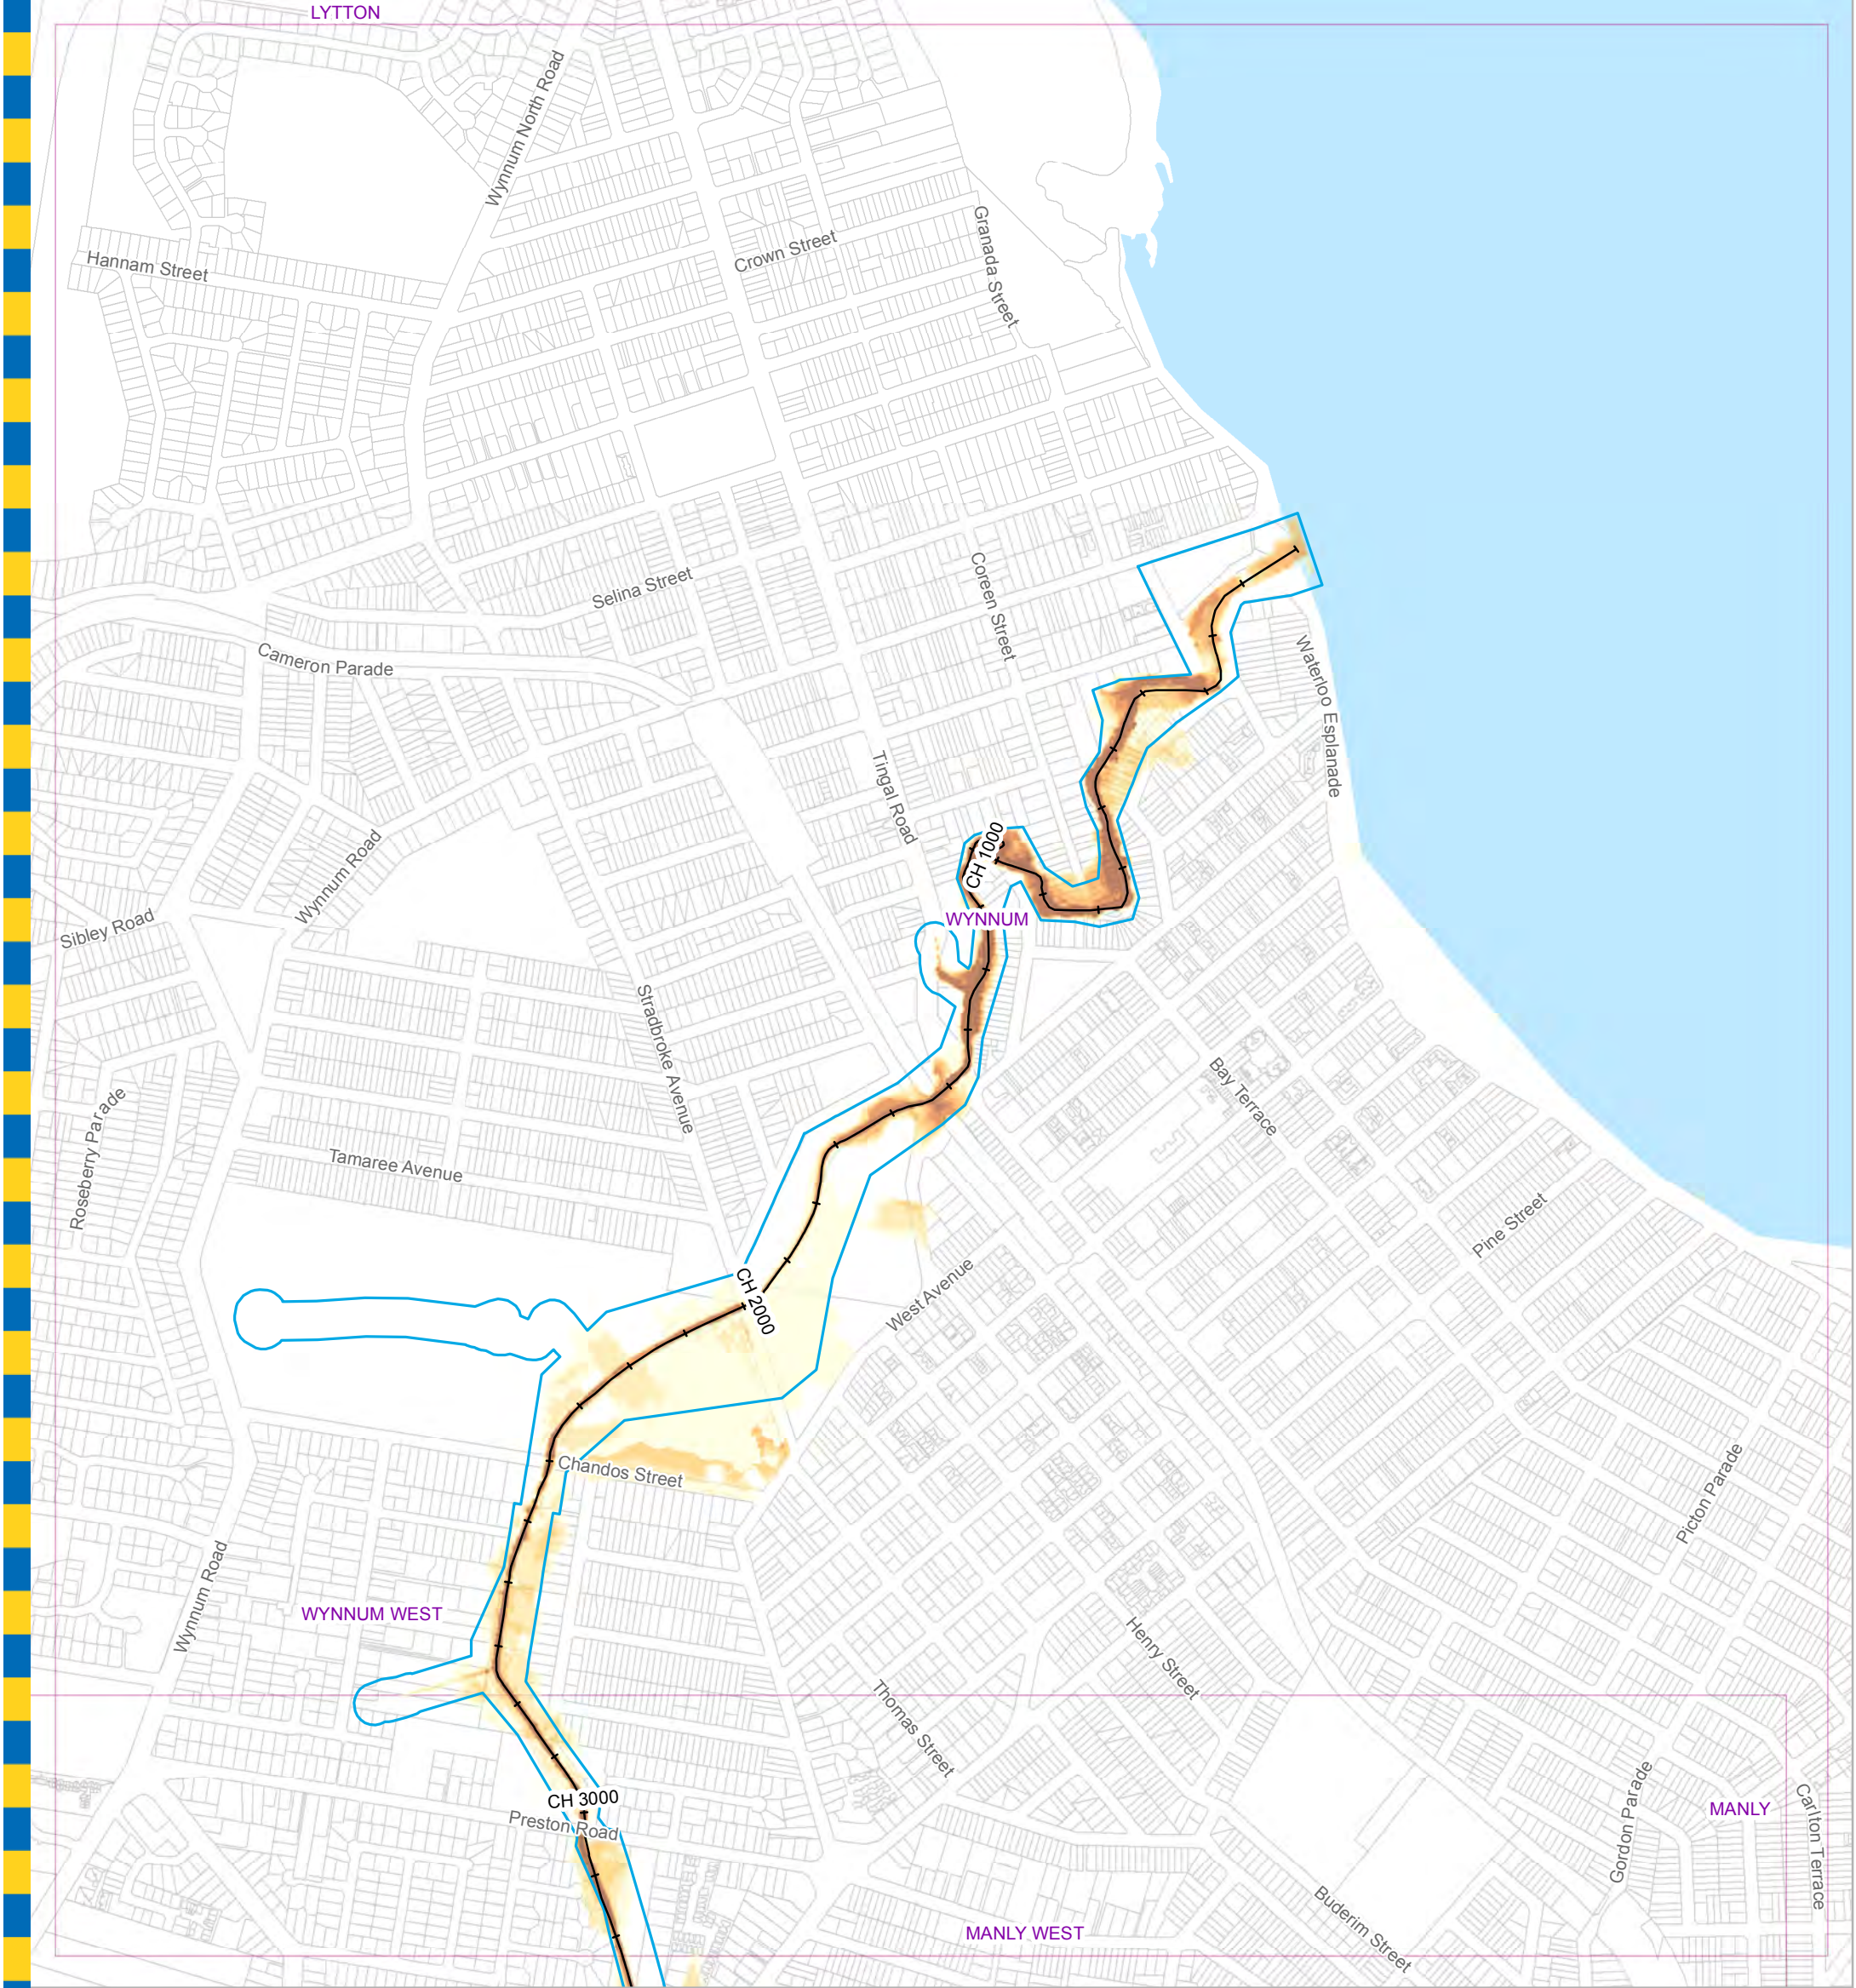 LYTTON
Wynnum North Road
Granada Street
Crown Street
Hannam Street
Coreen Street
Selina Street
Cameron Parade
Waterloo Esplanade
Tingal Road
CH 1000
Wynnum Road
Sibley Road
WYNNUM
Stradbroke Avenue
Bay Terrace
Roseberry Parade
Tamaree Avenue
Pine Street
West Avenue
CH 2000
Chandos Street
Picton Parade
Wynnum Road
WYNNUM WEST
Henry Street
Thomas Street
CH 3000
Preston Road
Gordon Parade
MANLY
Carlton Terrace
Buderim Street
MANLY WEST